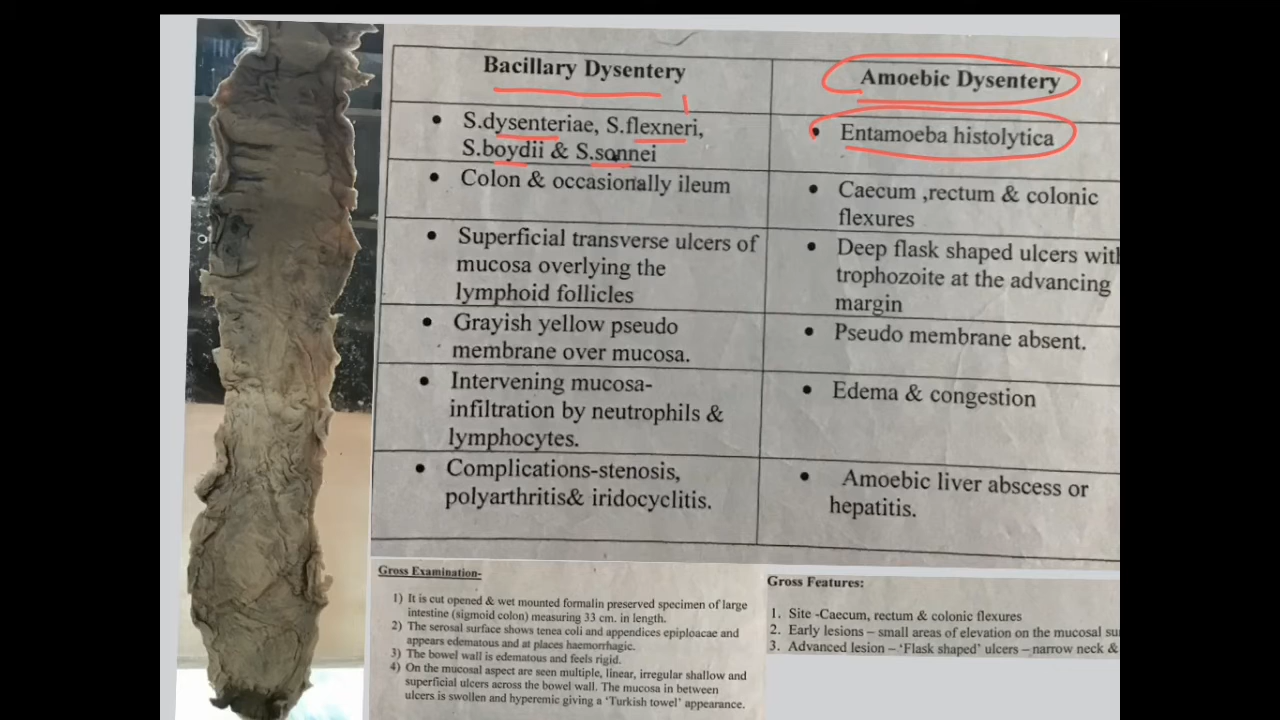 Bacillary Dysentery
Amoebic Dysentery
• S.dysenteriae, S.flexneri,
S.boydii & S.sonnei
• Entamoeba histolytica
• Colon & occasionally ileum
• Caecum ,rectum & colonic
flexures
• Superficial transverse ulcers of
mucosa overlying the
lymphoid follicles
• Deep flask shaped ulcers with
trophozoite at the advancing
margin
• Grayish yellow pseudo
membrane over mucosa.
• Pseudo membrane absent.
• Intervening mucosa-
infiltration by neutrophils &
lymphocytes.
• Edema & congestion
• Complications-stenosis,
polyarthritis& iridocyclitis.
• Amoebic liver abscess or
hepatitis.
Gross Examination-
1) It is cut opened & wet mounted formalin preserved specimen of large
intestine (sigmoid colon) measuring 33 cm. in length.
2) The serosal surface shows tenea coli and appendices epiploacae and
appears edematous and at places haemorrhagic.
3) The bowel wall is edematous and feels rigid.
4) On the mucosal aspect are seen multiple, linear, irregular shallow and
superficial ulcers across the bowel wall. The mucosa in between
ulcers is swollen and hyperemic giving a ‘Turkish towel’ appearance.
Gross Features:
1. Site -Caecum, rectum & colonic flexures
2. Early lesions – small areas of elevation on the mucosal
3. Advanced lesion – ‘Flask shaped’ ulcers – narrow neck &